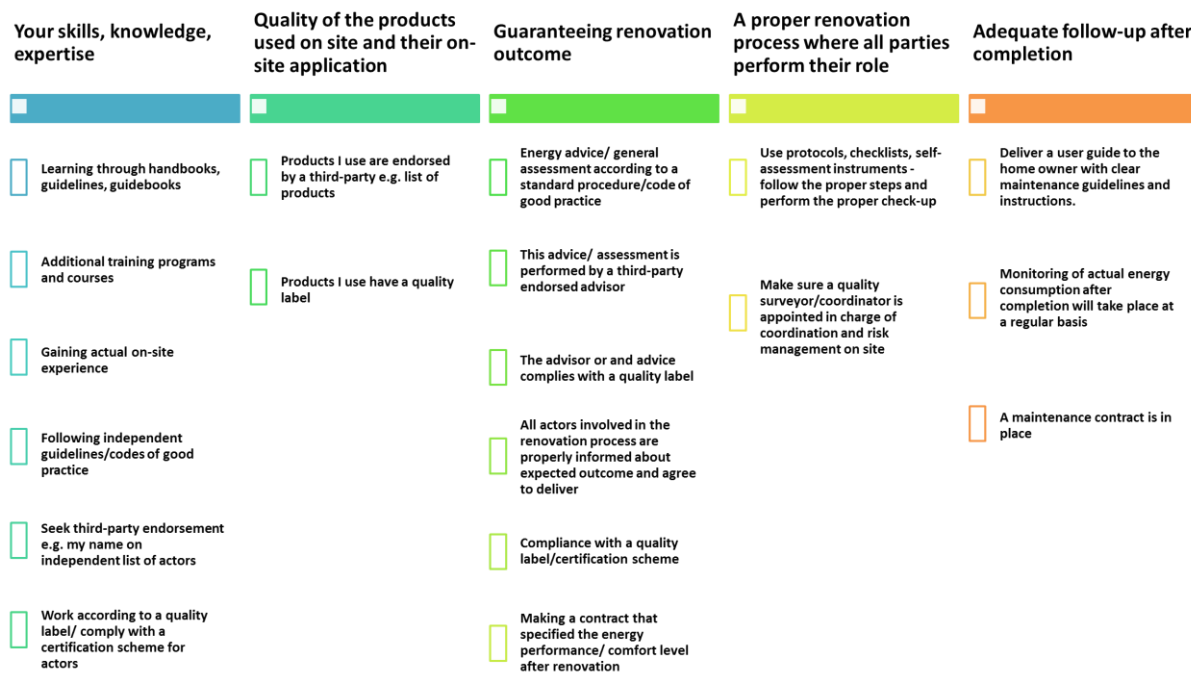 Your skills, knowledge,
expertise
Learning through handbooks,
guidelines, guidebooks
Additional training programs
and courses
Gaining actual on-site
experience
Following independent
guidelines/codes of good
practice
Seek third-party endorsement
e.g. my name on
independent list of actors
Work according to a quality
label/ comply with a
certification scheme for
actors
Quality of the products
used on site and their on-
site application
Products I use are endorsed
by a third-party e.g. list of
products
Products I use have a quality
label
Guaranteeing renovation
outcome
Energy advice/ general
assessment according to a
standard procedure/code of
good practice
This advice/ assessment is
performed by a third-party
endorsed advisor
The advisor or and advice
complies with a quality label
All actors involved in the
renovation process are
properly informed about
expected outcome and agree
to deliver
Compliance with a quality
label/certification scheme
Making a contract that
specified the energy
performance/ comfort level
after renovation
A proper renovation
process where all parties
perform their role
Use protocols, checklists, self-
assessment instruments -
follow the proper steps and
perform the proper check-up
Make sure a quality
surveyor/coordinator is
appointed in charge of
coordination and risk
management on site
Adequate follow-up after
completion
Deliver a user guide to the
home owner with clear
maintenance guidelines and
instructions.
Monitoring of actual energy
consumption after
completion will take place at
a regular basis
A maintenance contract is in
place